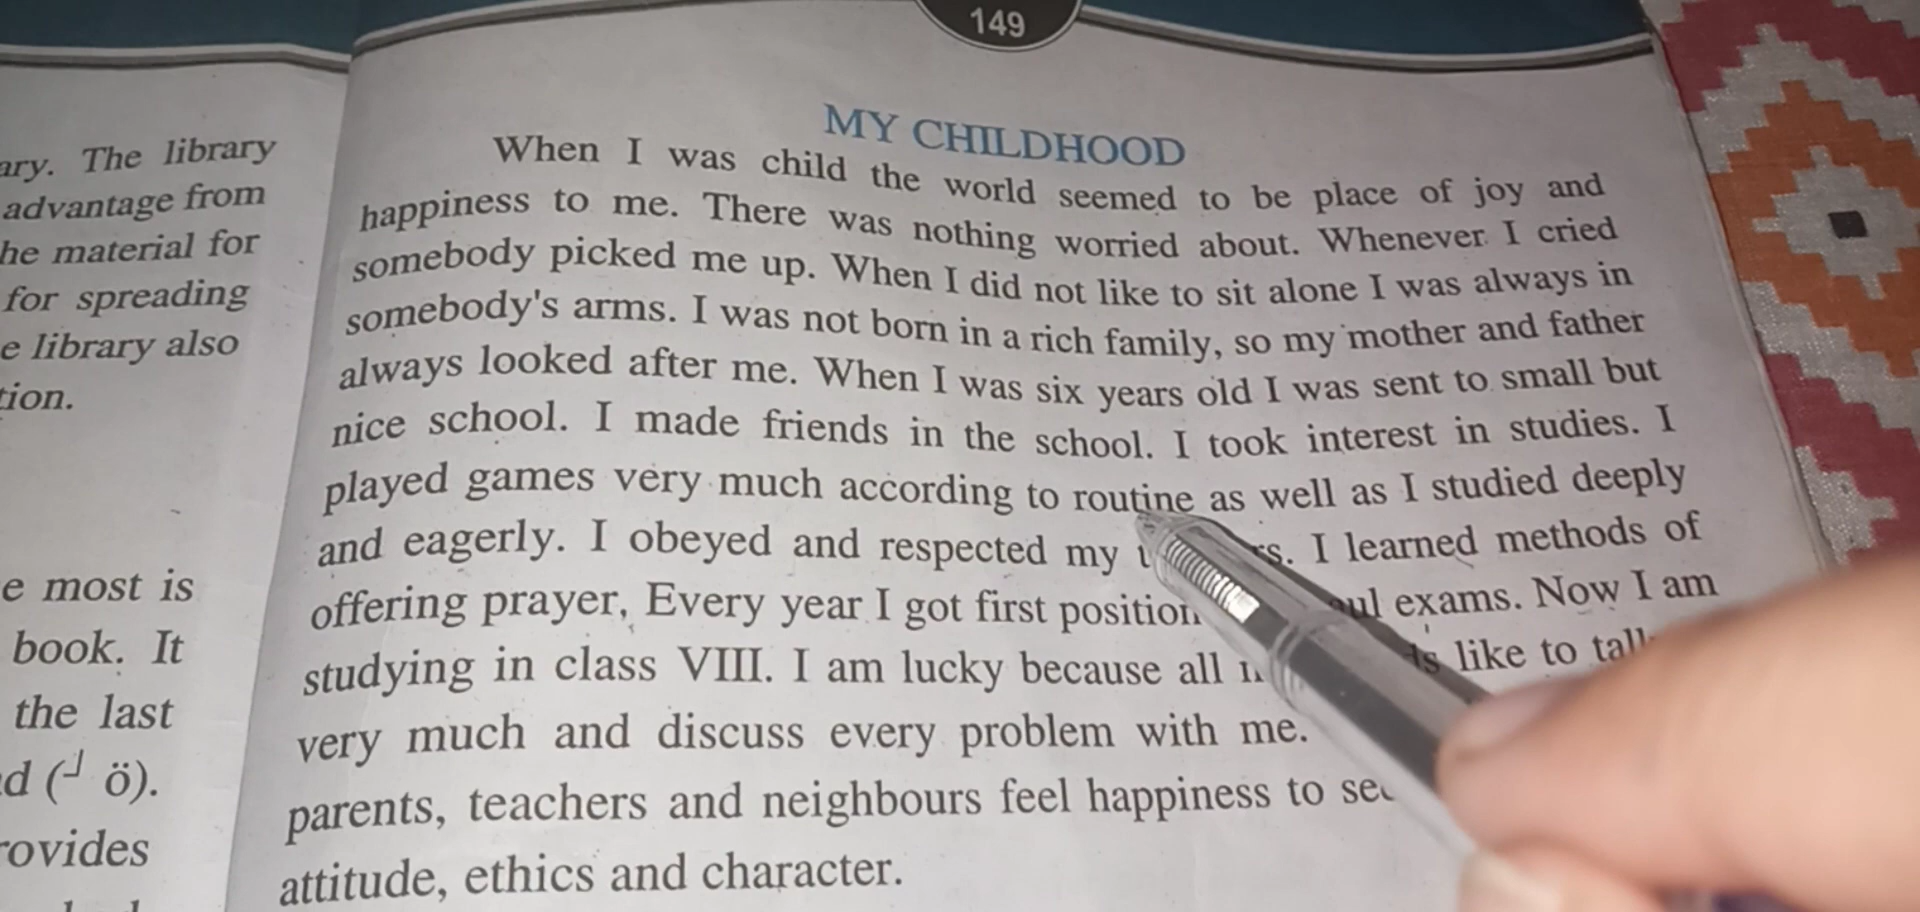 149
MY CHILDHOOD
When I was child the world seemed to be place of joy and
happiness to me. There was nothing worried about. Whenever I cried
somebody picked me up. When I did not like to sit alone I was always in
somebody's arms. I was not born in a rich family, so my mother and father
always looked after me. When I was six years old I was sent to small but
nice school. I made friends in the school. I took interest in studies. I
played games very much according to routine as well as I studied deeply
and eagerly. I obeyed and respected my I learned methods of
offering prayer, Every year I got first position exams. Now I am
studying in class VIII. I am lucky because all like to
very much and discuss every problem with me.
parents, teachers and neighbours feel happiness to
attitude, ethics and character.
The library
advantage from
material for
for spreading
library also
most is
book. It
the last